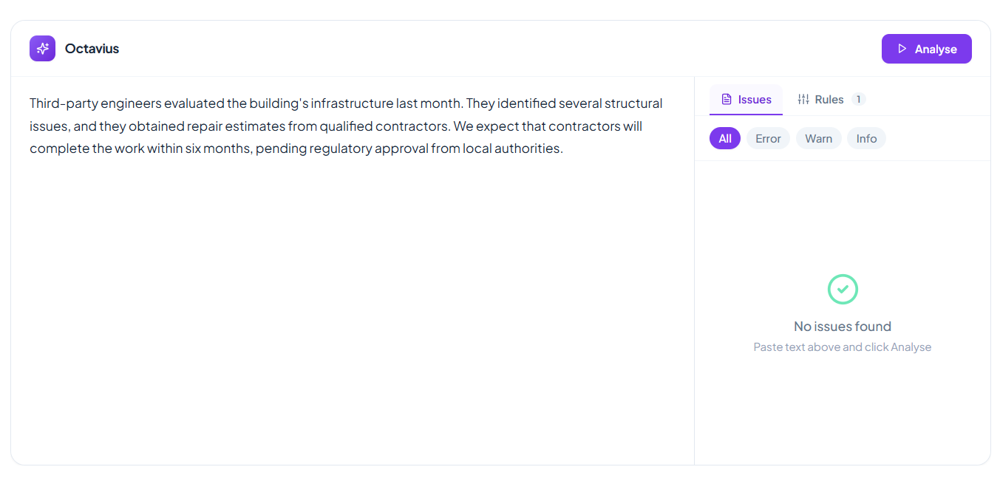 Octavius
Analyse
Third-party engineers evaluated the building's infrastructure last month. They identified several structural
issues, and they obtained repair estimates from qualified contractors. We expect that contractors will
complete the work within six months, pending regulatory approval from local authorities.
Issues
Rules 1
All Error Warn Info
No issues found
Paste text above and click Analyse